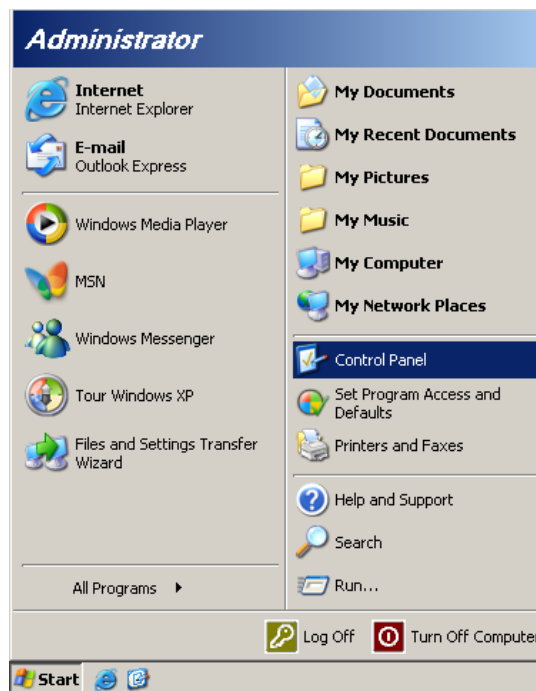 Administrator
Internet
Internet Explorer
E-mail
Outlook Express
Windows Media Player
MSN
Windows Messenger
Tour Windows XP
Files and Settings Transfer
Wizard
All Programs
My Documents
My Recent Documents
My Pictures
My Music
My Computer
My Network Places
Control Panel
Set Program Access and
Defaults
Printers and Faxes
Help and Support
Search
Run...
Log Off
Turn Off Computer
Start